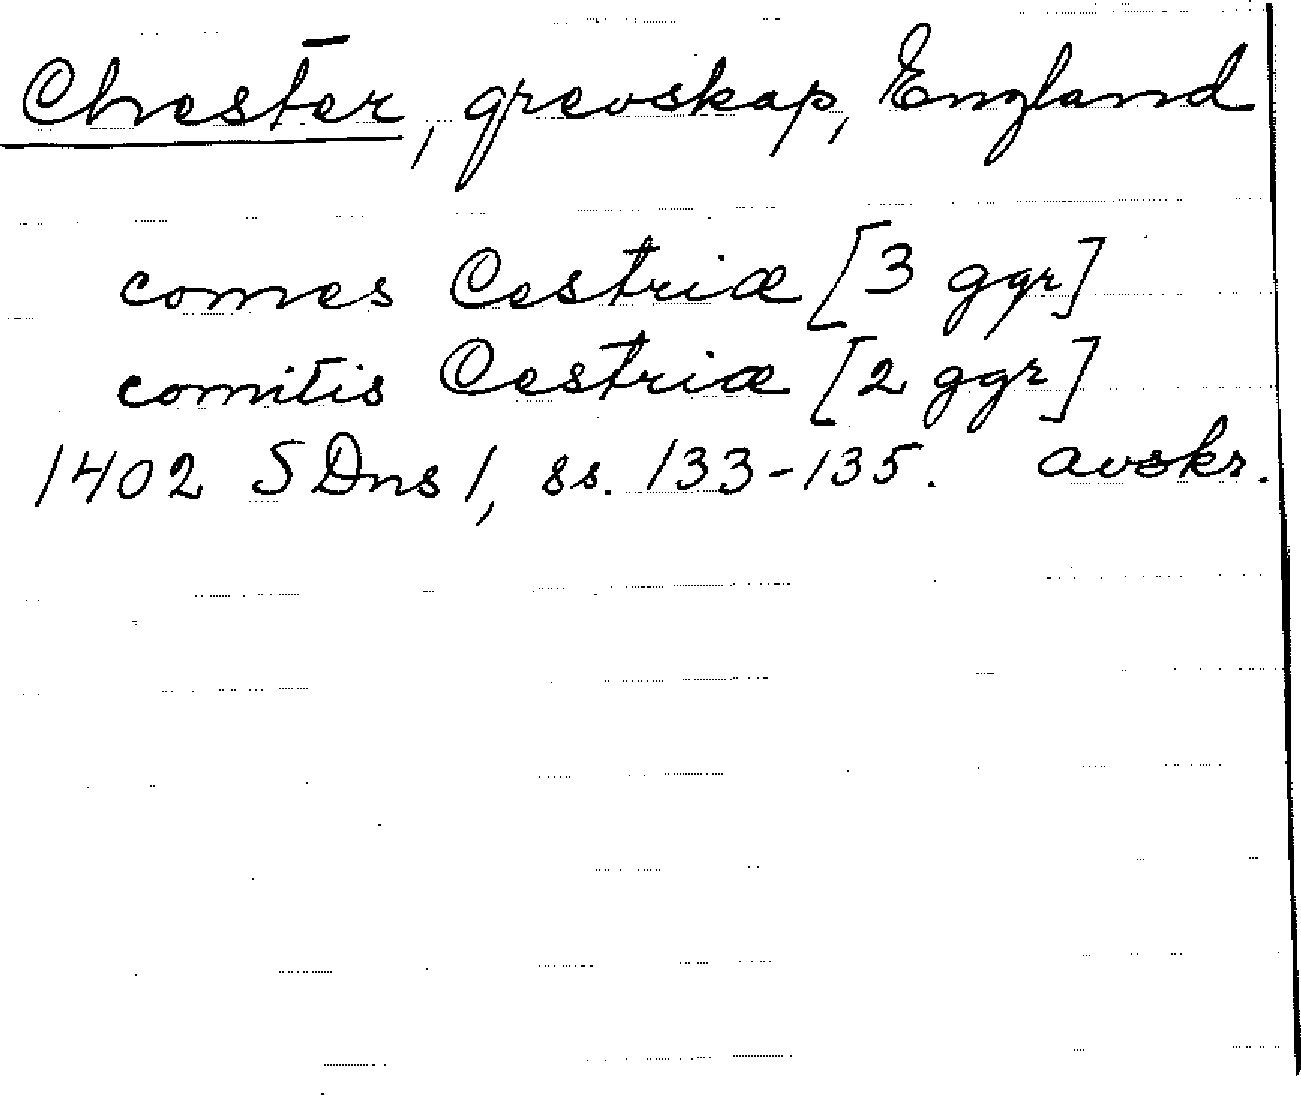 Chester, grevskap, England
comes Cestriæ [3 ggr]
comitis Cestriæ [2 ggr]
1402 SDns 1, ss. 133-135. avskr.